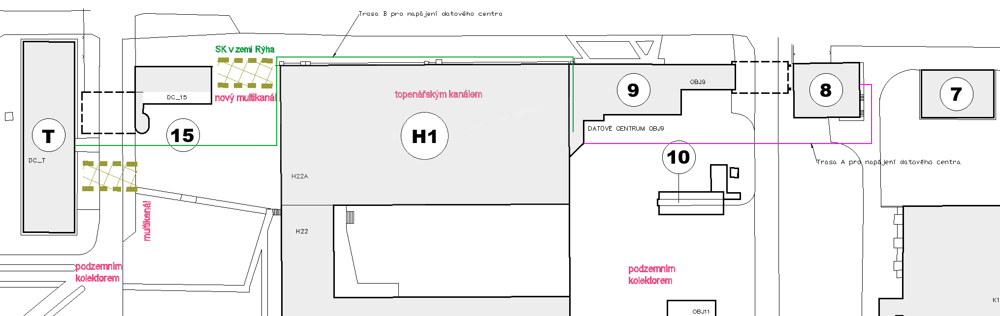 Trasa B pro napájení datového centra
SK v zemi Rýha
nový multikanál
topenářským kanálem
DC_15
OBJ9
9
8
7
T
15
H1
DATOVÉ CENTRUM OBJ9
10
DC_T
Trasa A pro napájení datového centra
H22A
multikanál
H22
podzemním
kolektorem
podzemním
kolektorem
K1
OBJ11